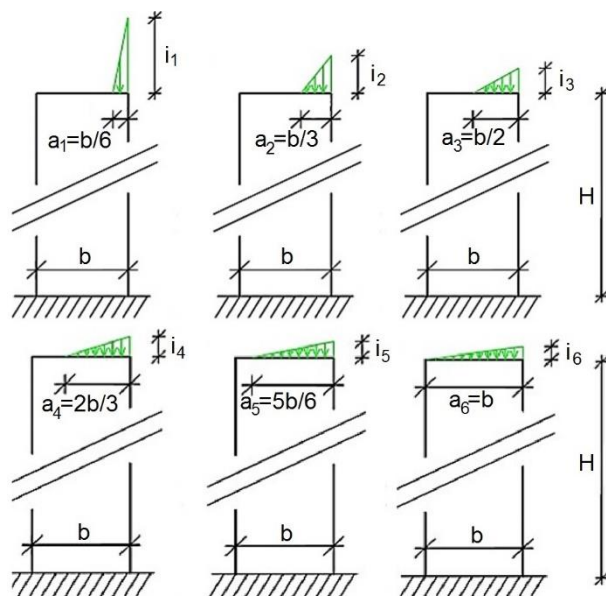 i1
i2
i3
a1=b/6
a2=b/3
a3=b/2
H
b
b
b
i4
i5
i6
a4=2b/3
a5=5b/6
a6=b
H
b
b
b